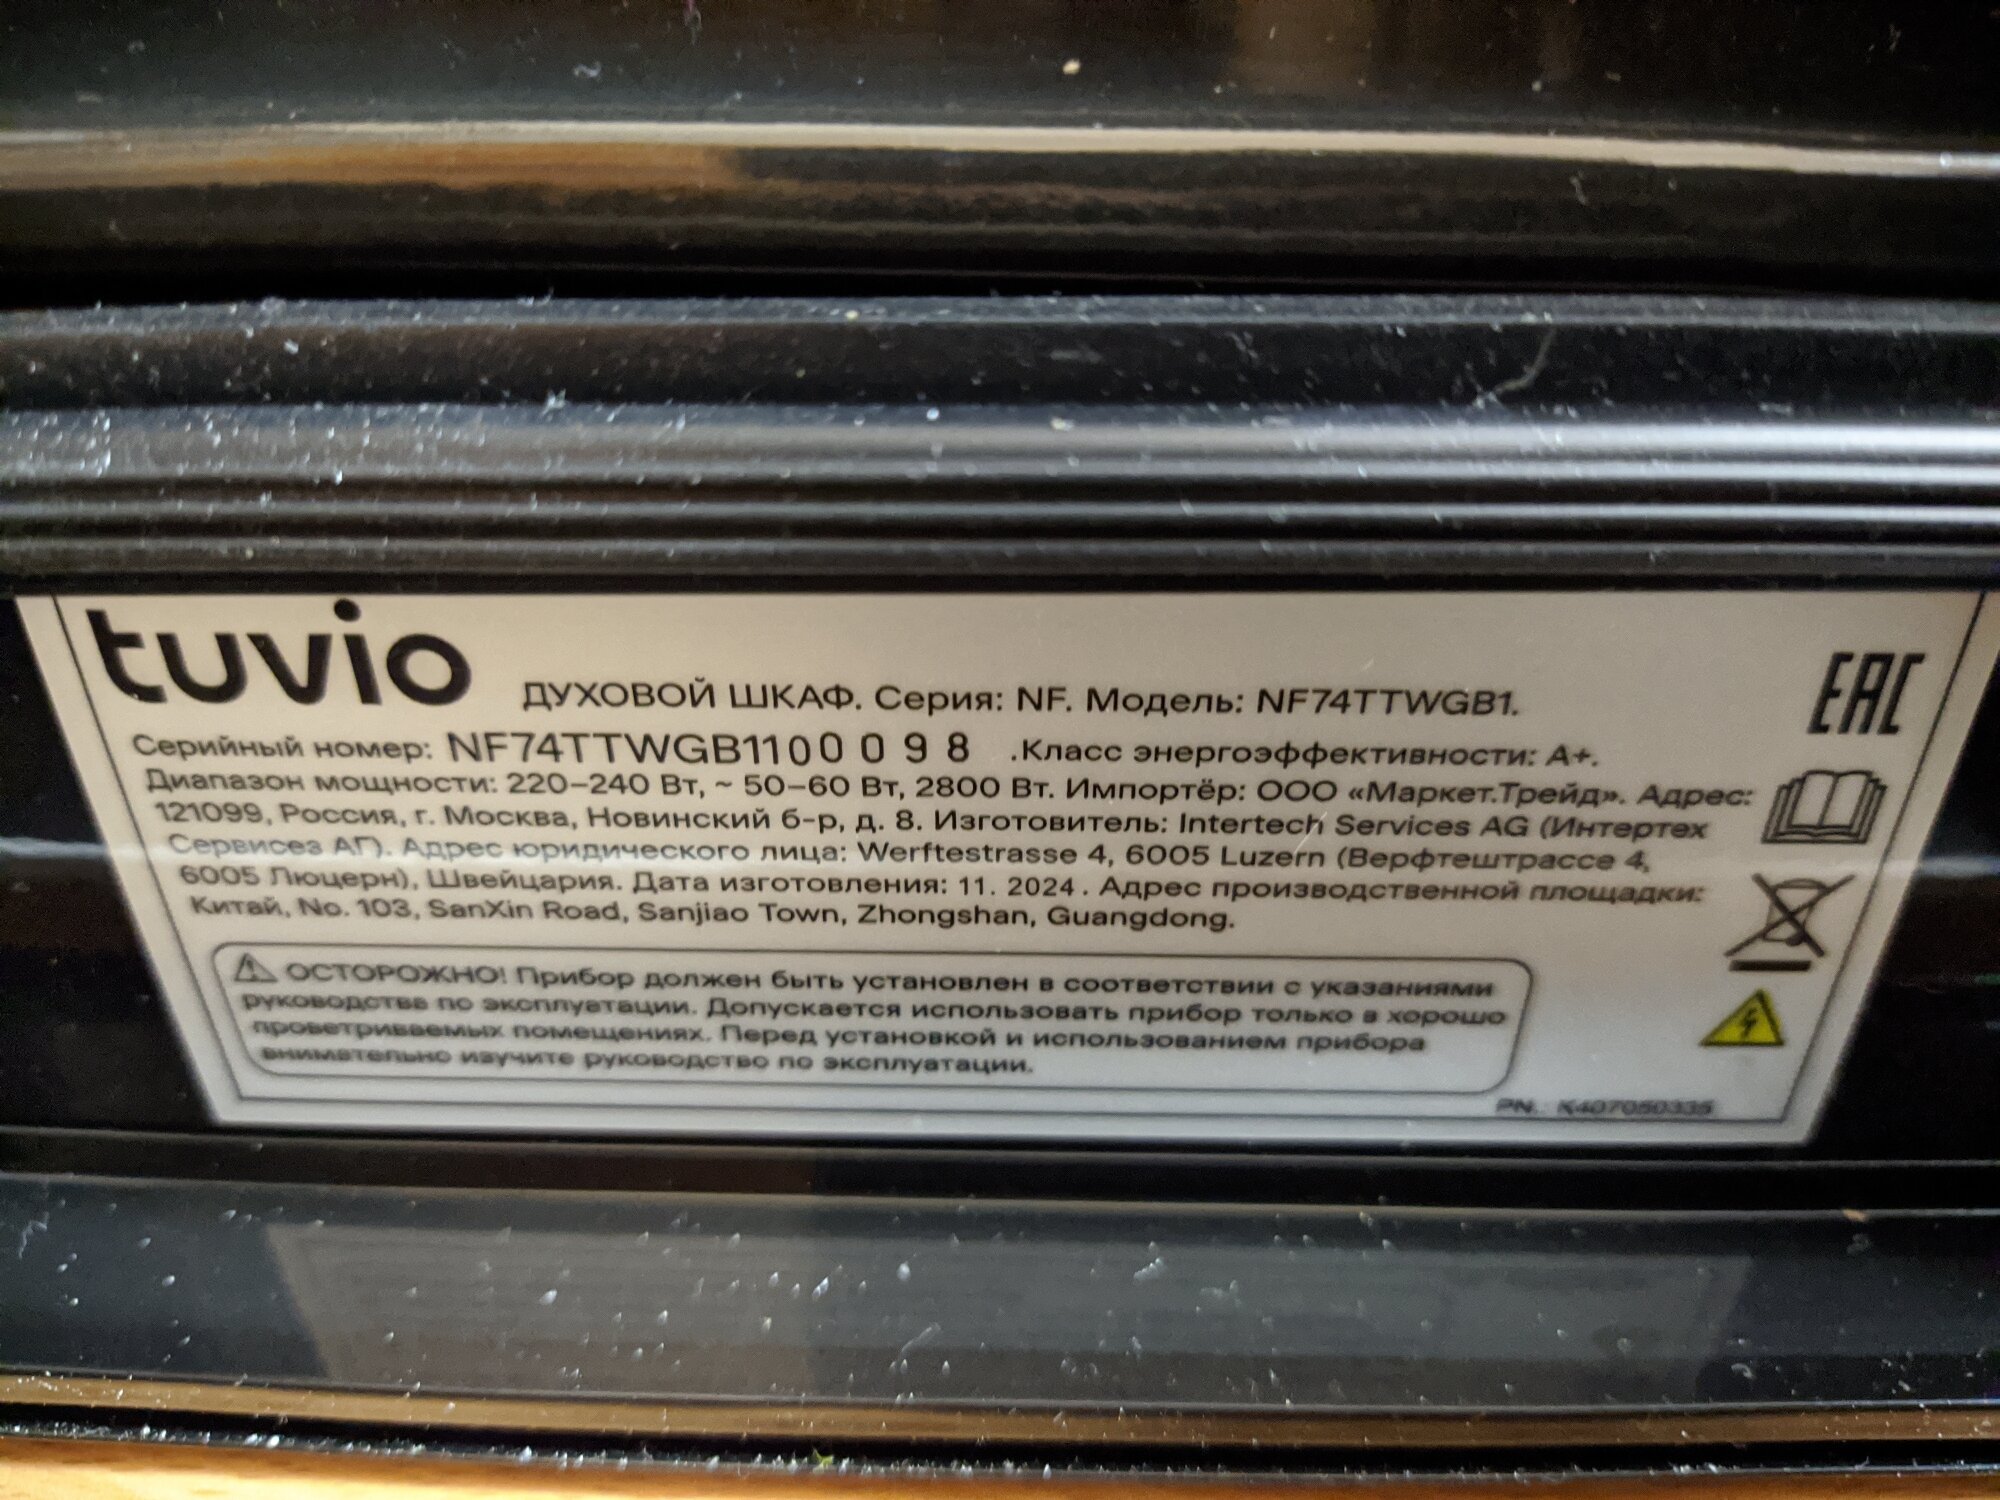 tuvio
ДУХОВОЙ ШКАФ. Серия: NF. Модель: NF74TTWGB1.
EAC
Серийный номер: NF74TTWGB1100 0 9 8 .Класс энергоэффективности: A+.
Диапазон мощности: 220–240 Вт, ~ 50–60 Вт, 2800 Вт. Импортёр: ООО «Маркет.Трейд». Адрес:
121099, Россия, г. Москва, Новинский б-р, д. 8. Изготовитель: Intertech Services AG (Интертех
Сервисез АГ). Адрес юридического лица: Werftestrasse 4, 6005 Luzern (Верфтештрассе 4,
6005 Люцерн), Швейцария. Дата изготовления: 11. 2024. Адрес производственной площадки:
Китай, No. 103, SanXin Road, Sanjiao Town, Zhongshan, Guangdong.
ОСТОРОЖНО! Прибор должен быть установлен в соответствии с указаниями
руководства по эксплуатации. Допускается использовать прибор только в хорошо
проветриваемых помещениях. Перед установкой и использованием прибора
внимательно изучите руководство по эксплуатации.
PN.: K407050335